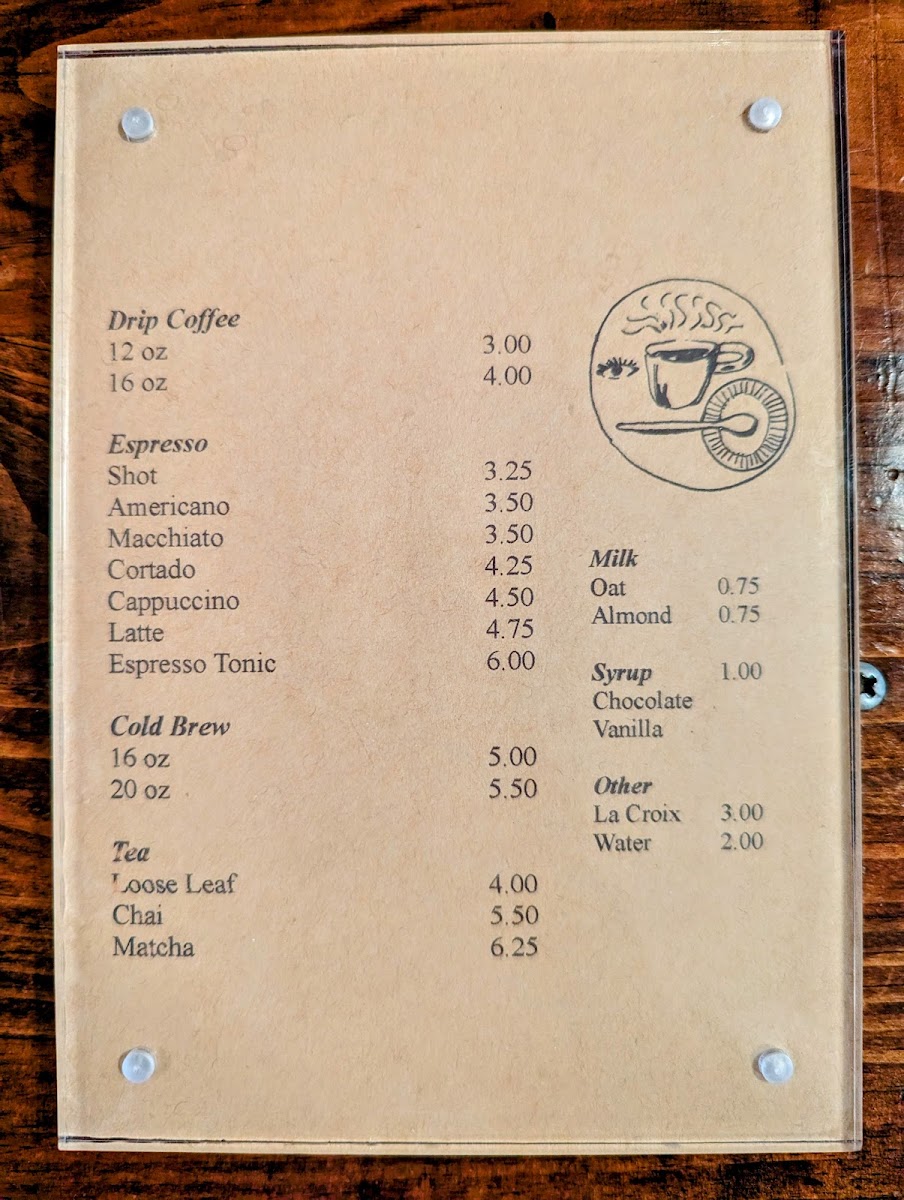 Drip Coffee
12 oz 3.00
16 oz 4.00
Espresso
Shot 3.25
Americano 3.50
Macchiato 3.50
Cortado 4.25
Cappuccino 4.50
Latte 4.75
Espresso Tonic 6.00
Cold Brew
16 oz 5.00
20 oz 5.50
Tea
Loose Leaf 4.00
Chai 5.50
Matcha 6.25
Milk
Oat 0.75
Almond 0.75
Syrup 1.00
Chocolate
Vanilla
Other
La Croix 3.00
Water 2.00